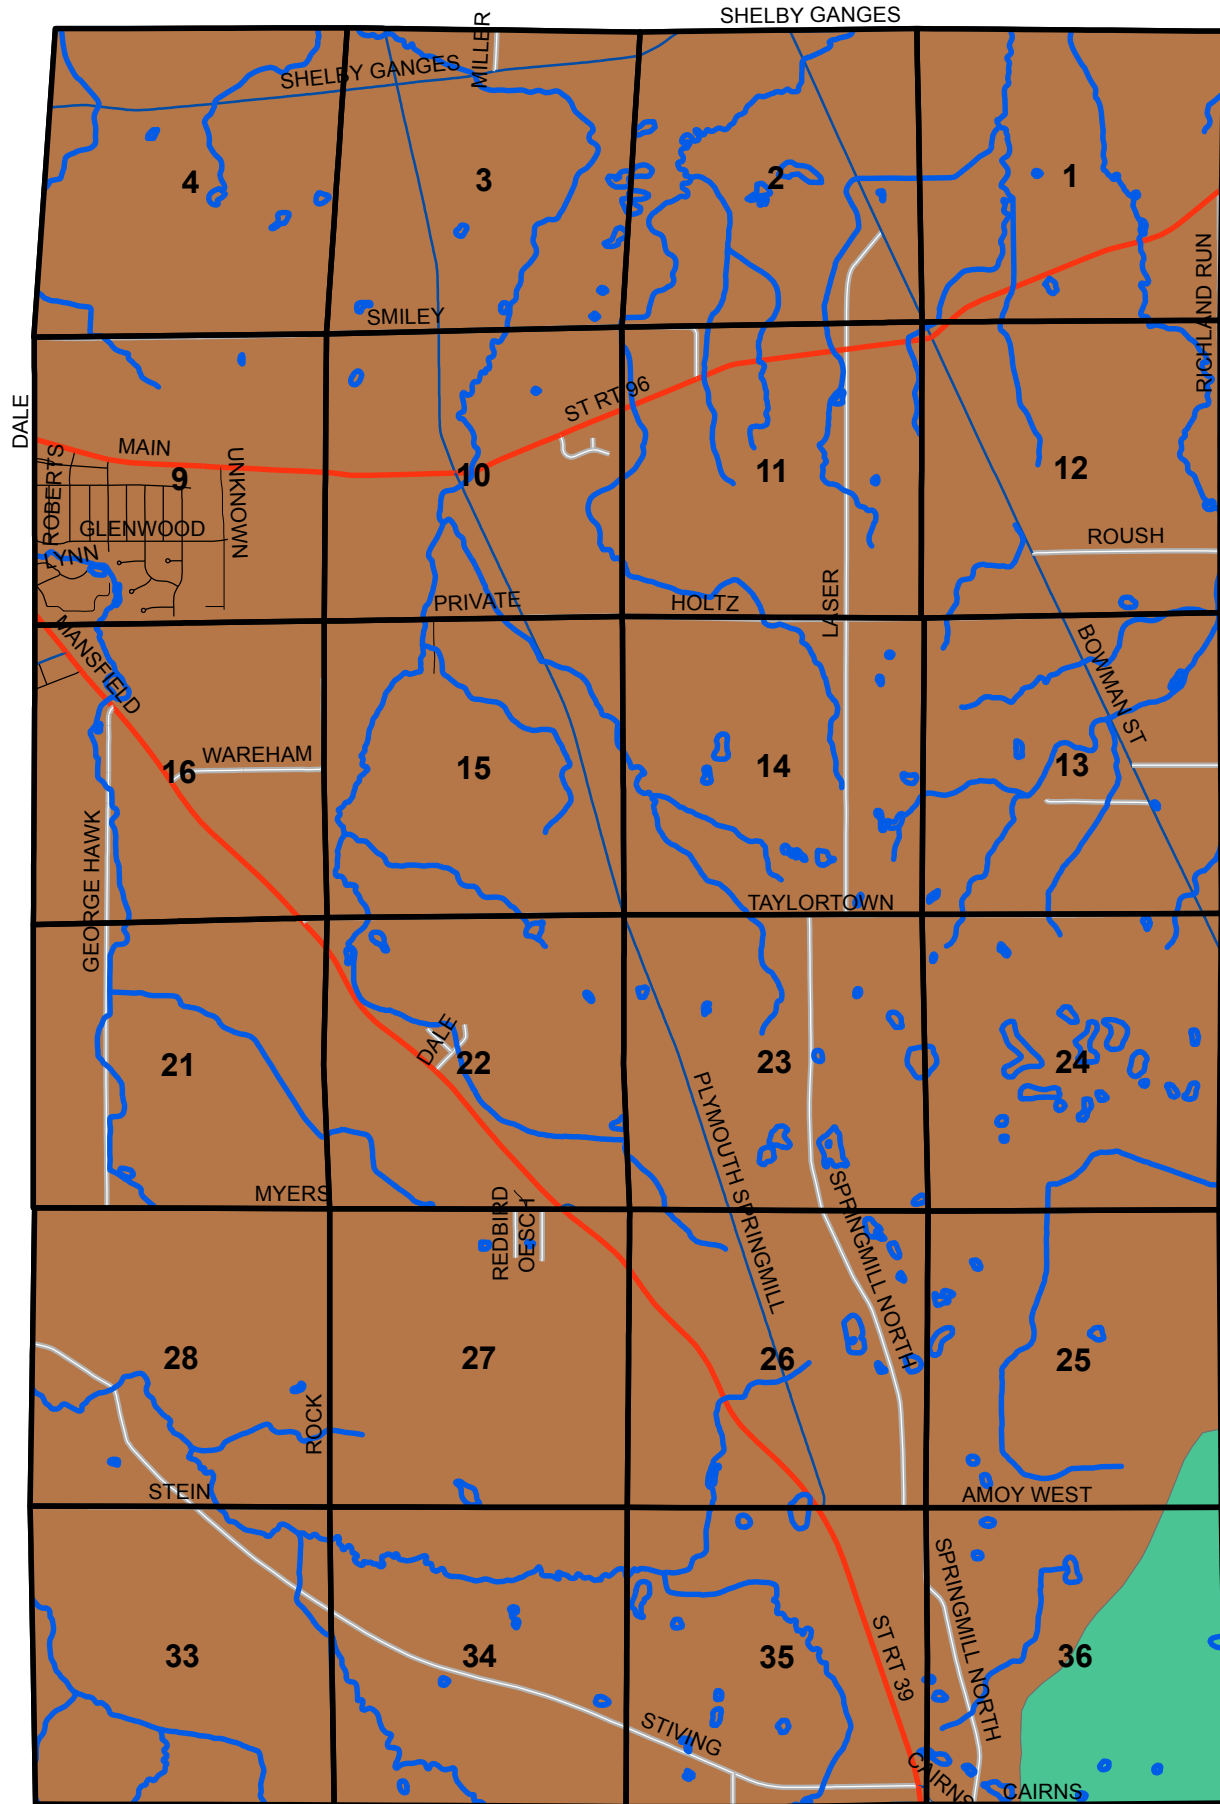 SHELBY GANGES
SHELBY GANGES
MILLER
4
3
2
1
RICHLAND RUN
SMILEY
DALE
ST RT 96
MAIN
ROBERTS
UNKNOWN
9
10
11
12
GLENWOOD
LYNN
ROUSH
PRIVATE
HOLTZ
LASER
MANSFIELD
BOWMAN ST
WAREHAM
16
15
14
13
GEORGE HAWK
TAYLORTOWN
DALE
21
22
23
24
PLYMOUTH SPRINGMILL
MYERS
REDBIRD
OESCH
SPRINGMILL NORTH
28
27
26
25
ROCK
STEIN
AMOY WEST
SPRINGMILL NORTH
33
34
35
36
ST RT 39
STIVING
CAIRNS
CAIRNS